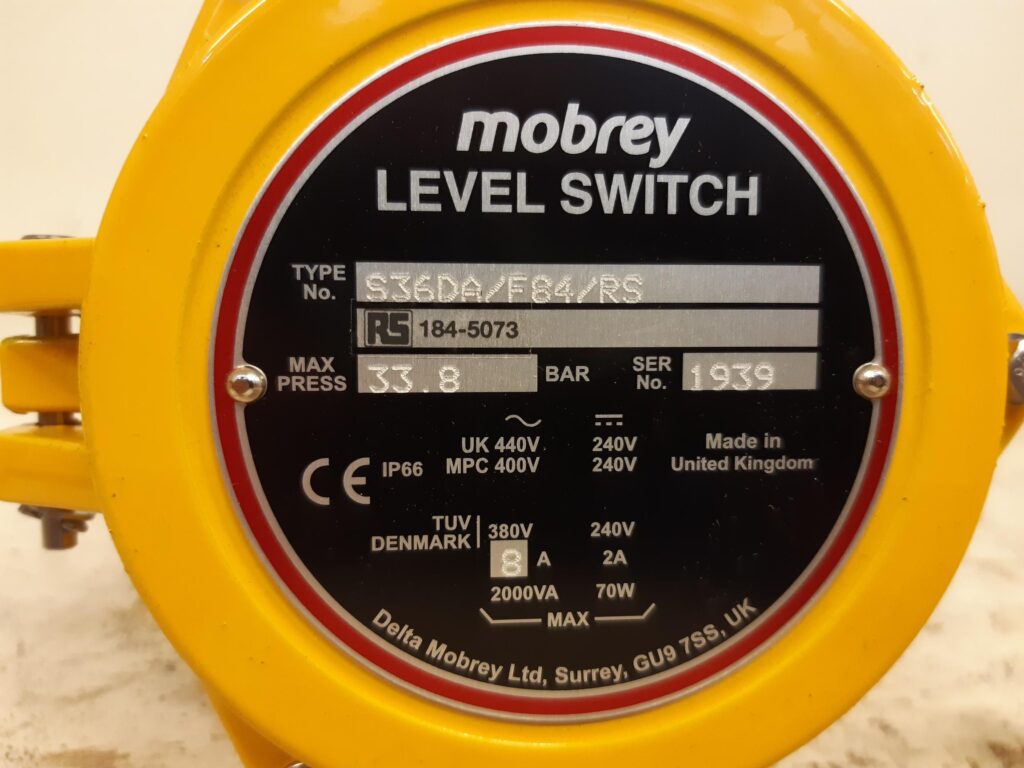 mobrey
LEVEL SWITCH
TYPE No. S36DA/F84/RS
RS 184-5073
MAX PRESS 33.8 BAR SER No. 1939
UK 440V 240V
MPC 400V 240V
Made in
United Kingdom
CE IP66
TUV
DENMARK 380V 240V
8 A 2A
2000VA 70W
MAX
Delta Mobrey Ltd, Surrey, GU9 7SS, UK